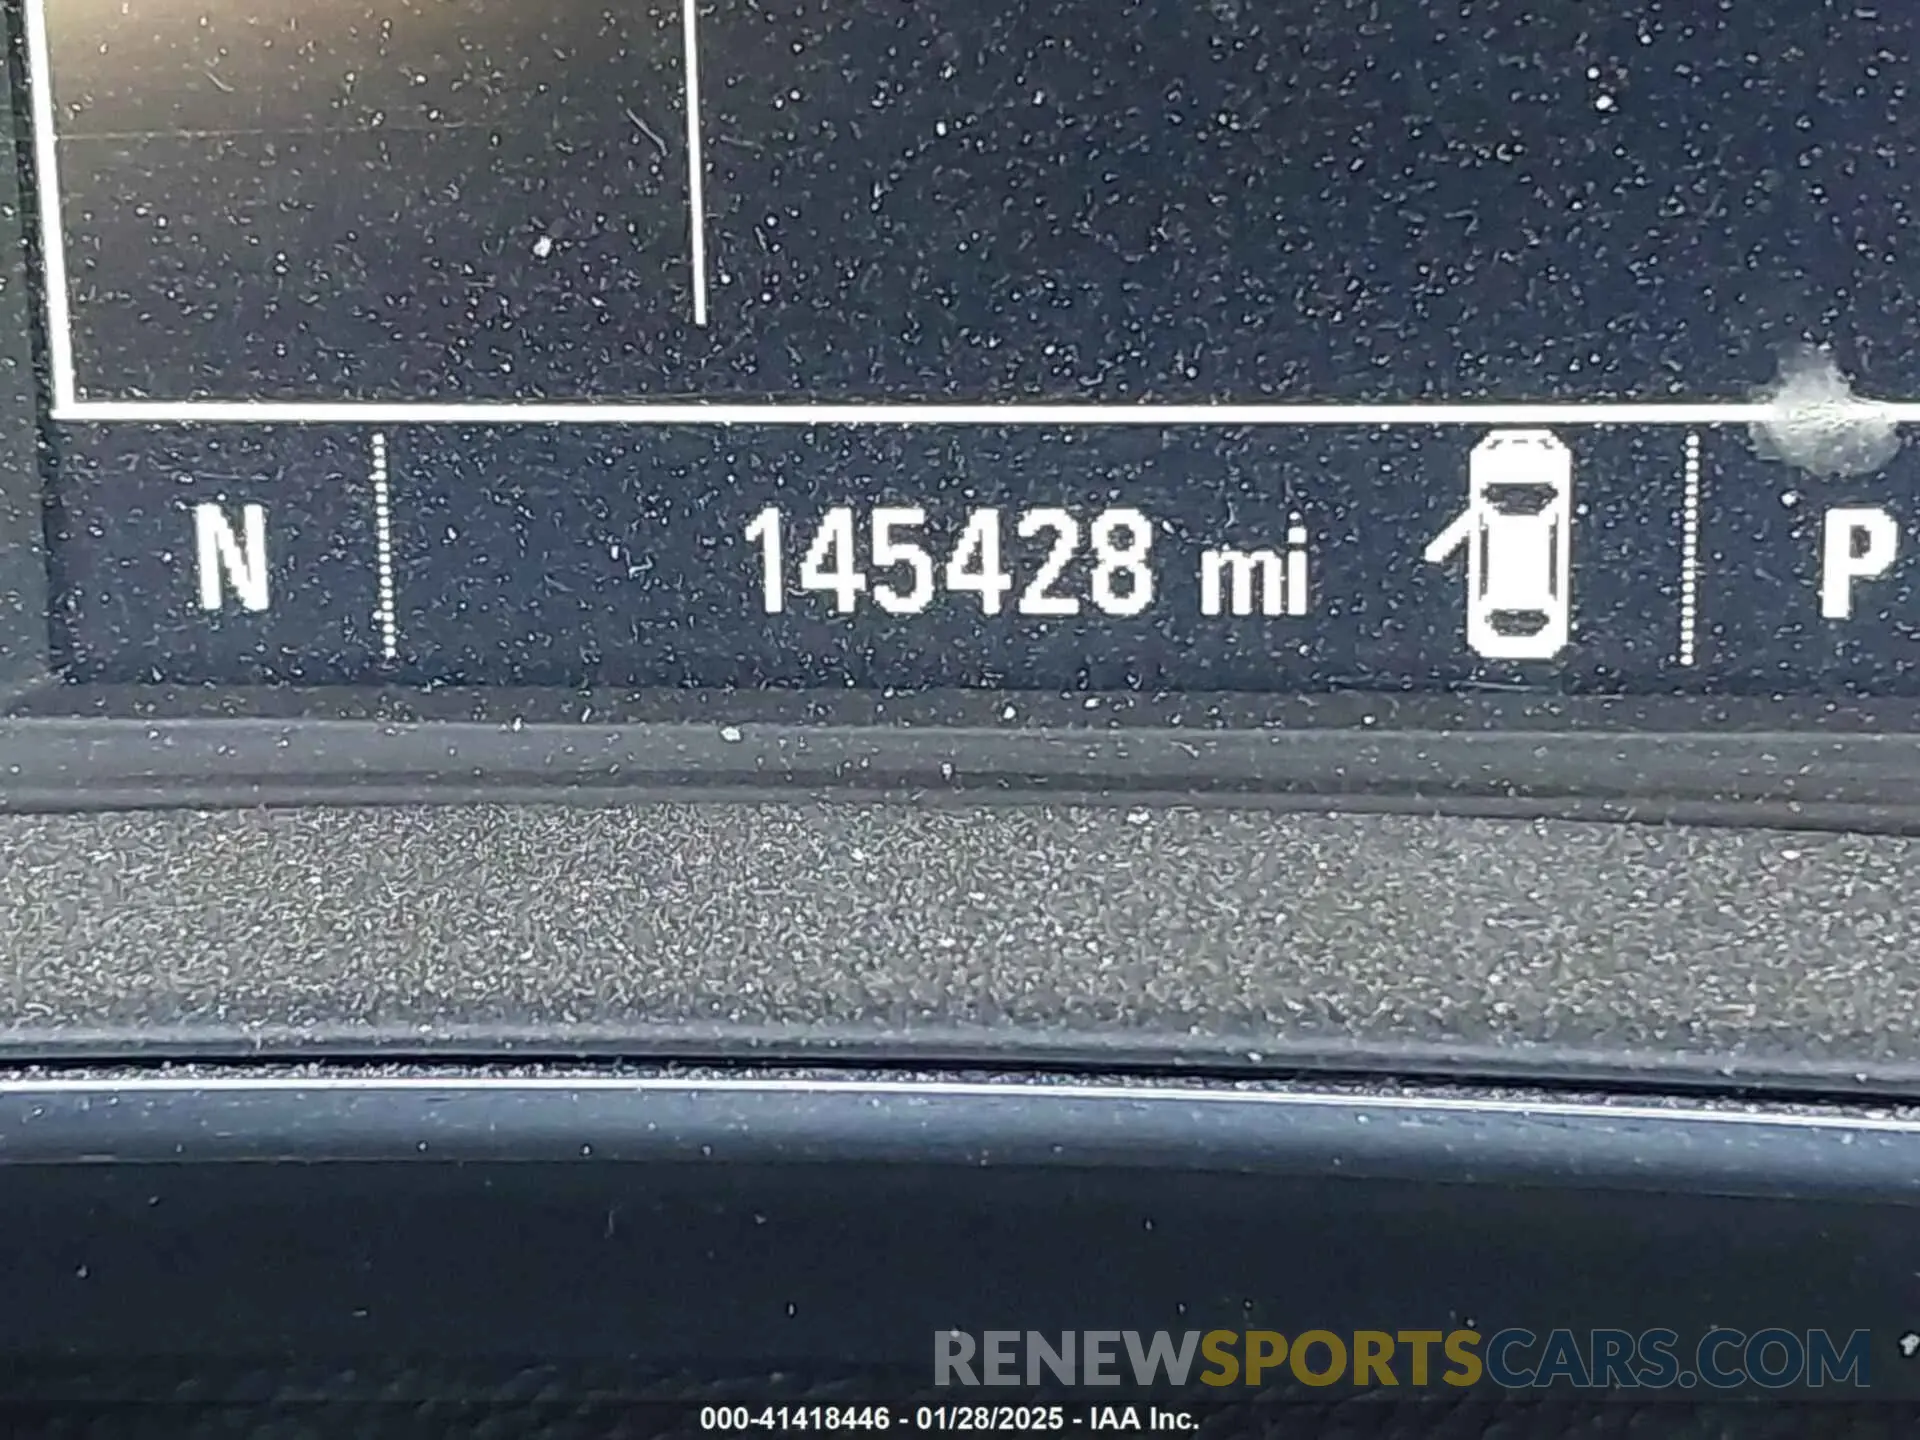 N 145428 mi P
RENEWSPORTSCARS.COM
000-41418446 - 01/28/2025 - IAA Inc.